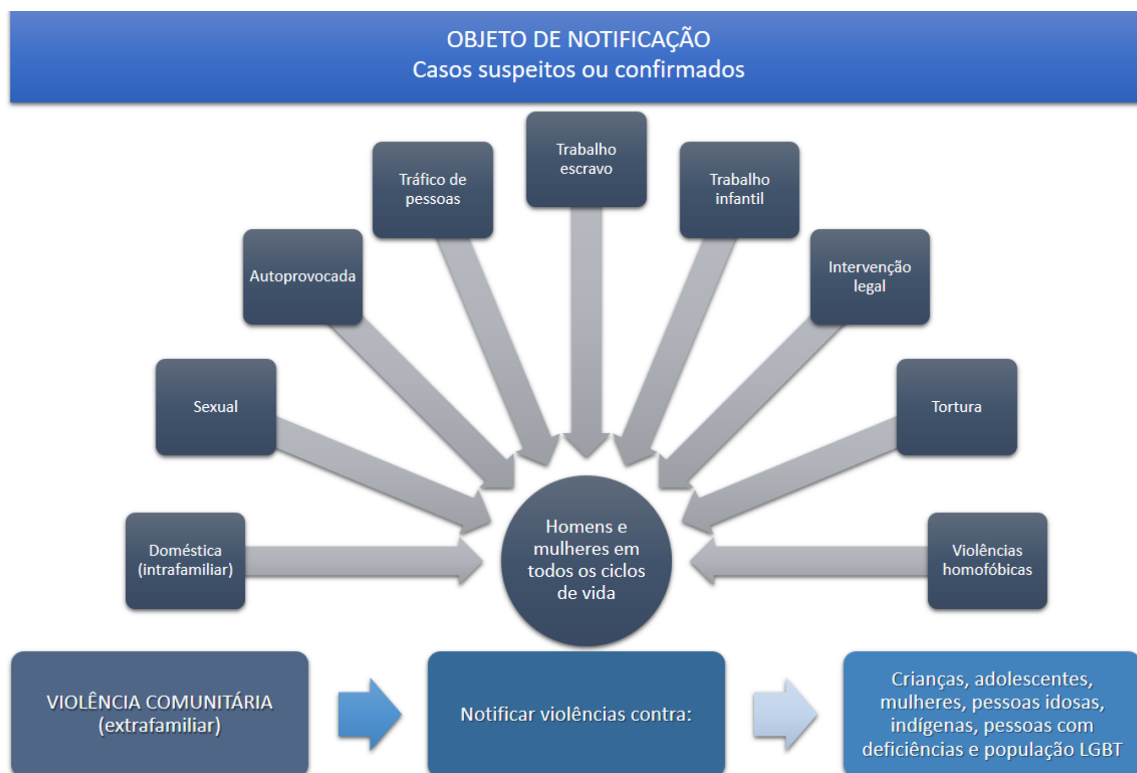 OBJETO DE NOTIFICAÇÃO
Casos suspeitos ou confirmados
Trabalho
escravo
Tráfico de
pessoas
Trabalho
infantil
Autoprovocada
Intervenção
legal
Sexual
Tortura
Doméstica
(intrafamiliar)
Homens e
mulheres em
todos os ciclos
de vida
Violências
homofóbicas
VIOLÊNCIA COMUNITÁRIA
(extrafamiliar)
Notificar violências contra:
Crianças, adolescentes,
mulheres, pessoas idosas,
indígenas, pessoas com
deficiências e população LGBT